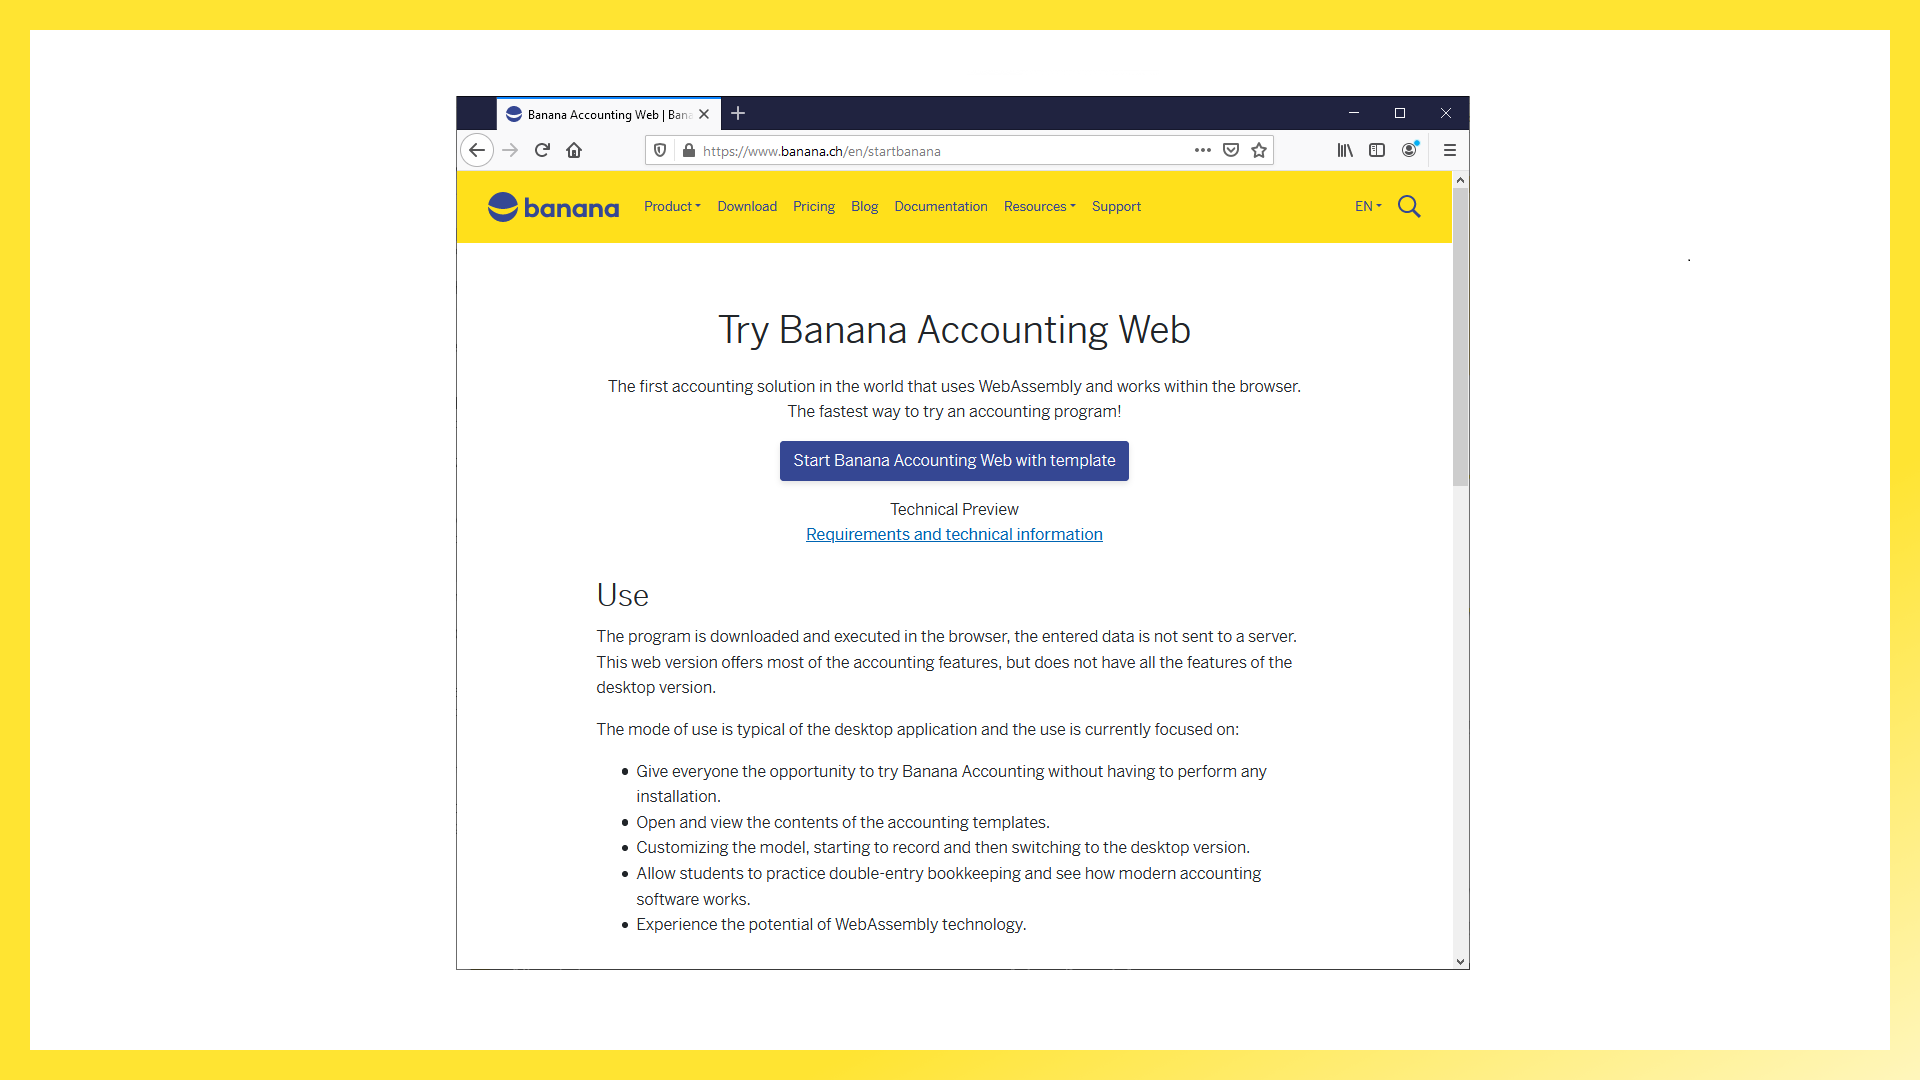 Banana Accounting Web | Bana
https://www.banana.ch/en/startbanana
banana Product Download Pricing Blog Documentation Resources Support EN
Try Banana Accounting Web
The first accounting solution in the world that uses WebAssembly and works within the browser.
The fastest way to try an accounting program!
Start Banana Accounting Web with template
Technical Preview
Requirements and technical information
Use
The program is downloaded and executed in the browser, the entered data is not sent to a server.
This web version offers most of the accounting features, but does not have all the features of the
desktop version.
The mode of use is typical of the desktop application and the use is currently focused on:
• Give everyone the opportunity to try Banana Accounting without having to perform any
installation.
• Open and view the contents of the accounting templates.
• Customizing the model, starting to record and then switching to the desktop version.
• Allow students to practice double-entry bookkeeping and see how modern accounting
software works.
• Experience the potential of WebAssembly technology.